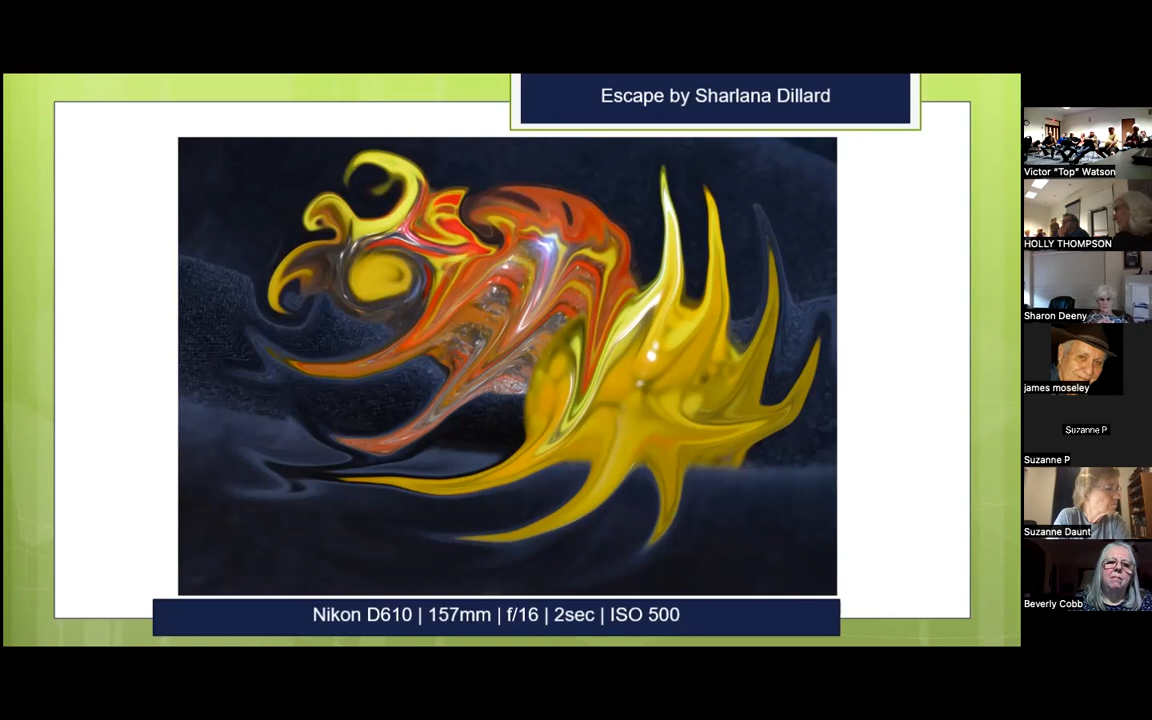 Escape by Sharlana Dillard
Nikon D610 | 157mm | f/16 | 2sec | ISO 500
Victor "Top" Watson
HOLLY THOMPSON
Sharon Deeny
james moseley
Suzanne P
Suzanne P
Suzanne Daunt
Beverly Cobb